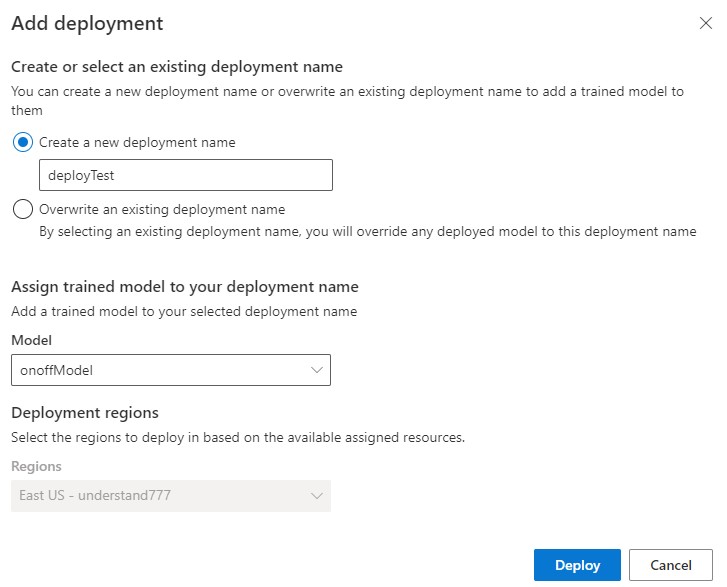 Add deployment
Create or select an existing deployment name
You can create a new deployment name or overwrite an existing deployment name to add a trained model to
them
Create a new deployment name
deployTest
Overwrite an existing deployment name
By selecting an existing deployment name, you will override any deployed model to this deployment name
Assign trained model to your deployment name
Add a trained model to your selected deployment name
Model
onoffModel
Deployment regions
Select the regions to deploy in based on the available assigned resources.
Regions
East US - understand777
Deploy Cancel